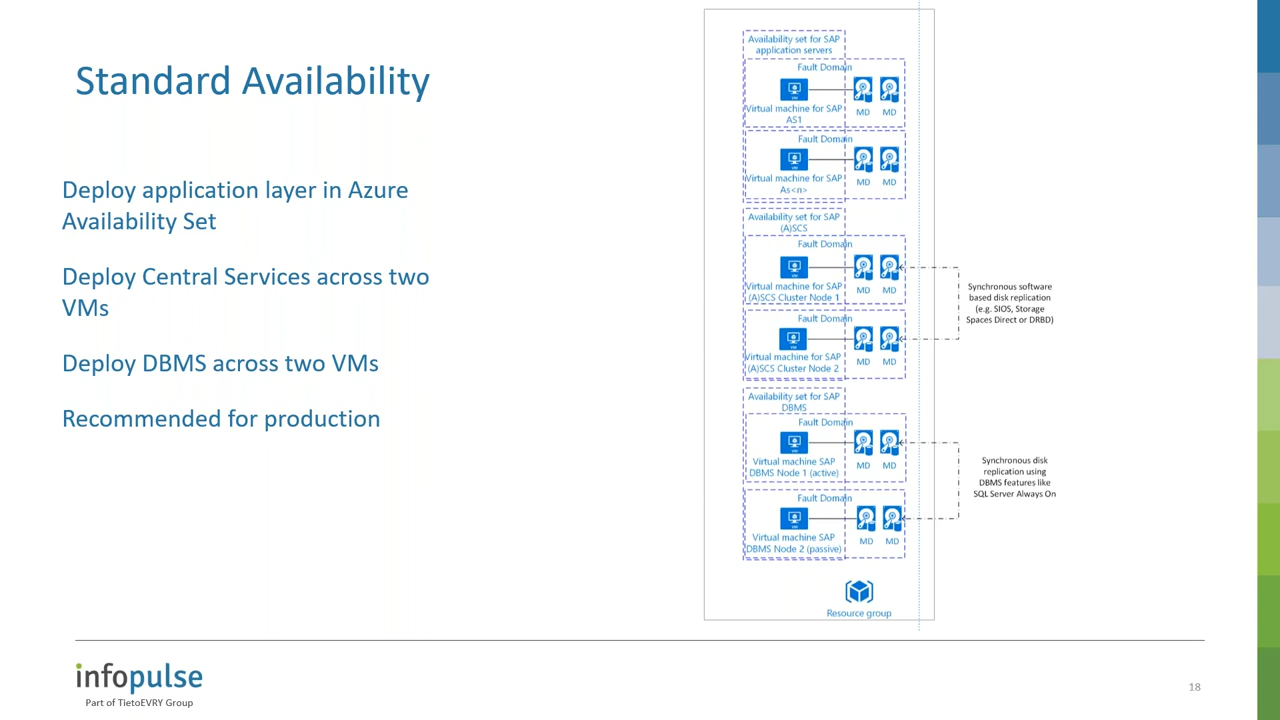 Standard Availability
Deploy application layer in Azure
Availability Set
Deploy Central Services across two
VMs
Deploy DBMS across two VMs
Recommended for production
Availability set for SAP
application servers
Fault Domain
Virtual machine for SAP
AS1
MD MD
Fault Domain
Virtual machine for SAP
As<n>
MD MD
Availability set for SAP
(A)SCS
Fault Domain
Virtual machine for SAP
(A)SCS Cluster Node 1
MD MD
Fault Domain
Virtual machine for SAP
(A)SCS Cluster Node 2
MD MD
Synchronous software
based disk replication
(e.g. SIOS, Storage
Spaces Direct or DRBD)
Availability set for SAP
DBMS
Fault Domain
Virtual machine SAP
DBMS Node 1 (active)
MD MD
Fault Domain
Virtual machine SAP
DBMS Node 2 (passive)
MD MD
Synchronous disk
replication using
DBMS features like
SQL Server Always On
Resource group
infopulse
Part of TietoEVRY Group
18